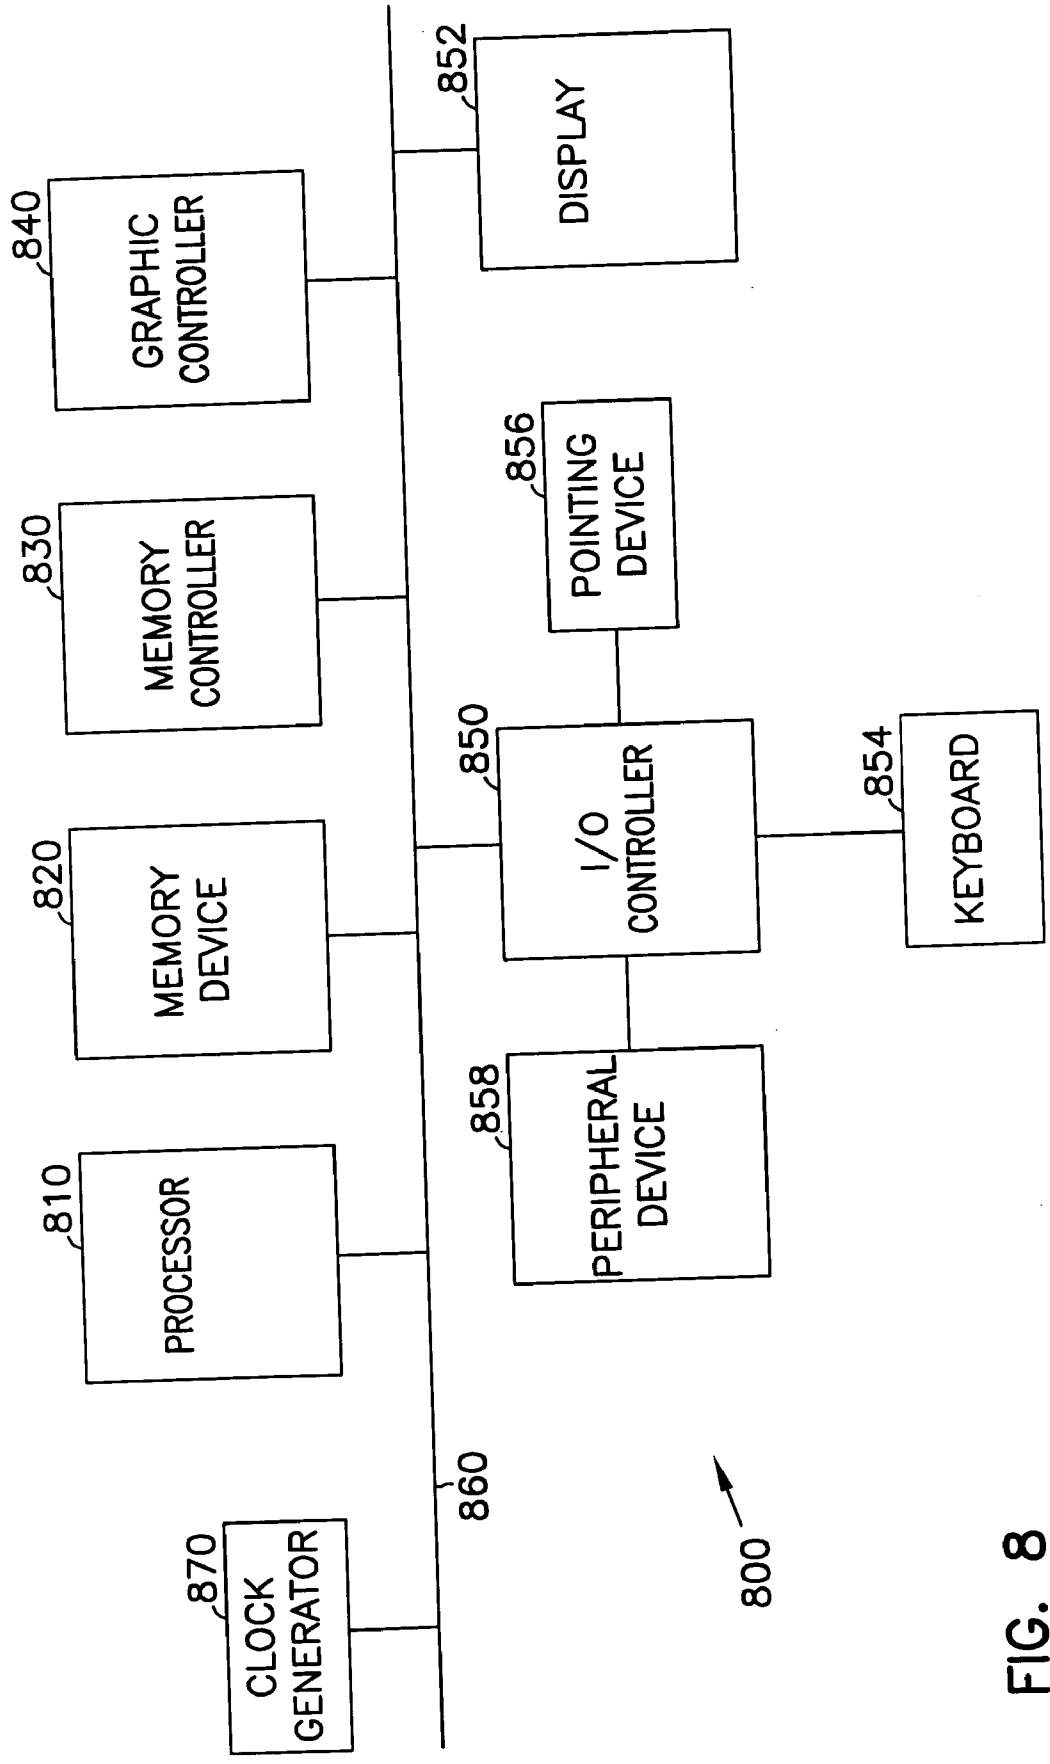 870
CLOCK
GENERATOR
810
PROCESSOR
820
MEMORY
DEVICE
830
MEMORY
CONTROLLER
840
GRAPHIC
CONTROLLER
860
858
PERIPHERAL
DEVICE
850
I/O
CONTROLLER
856
POINTING
DEVICE
852
DISPLAY
854
KEYBOARD
800
FIG. 8